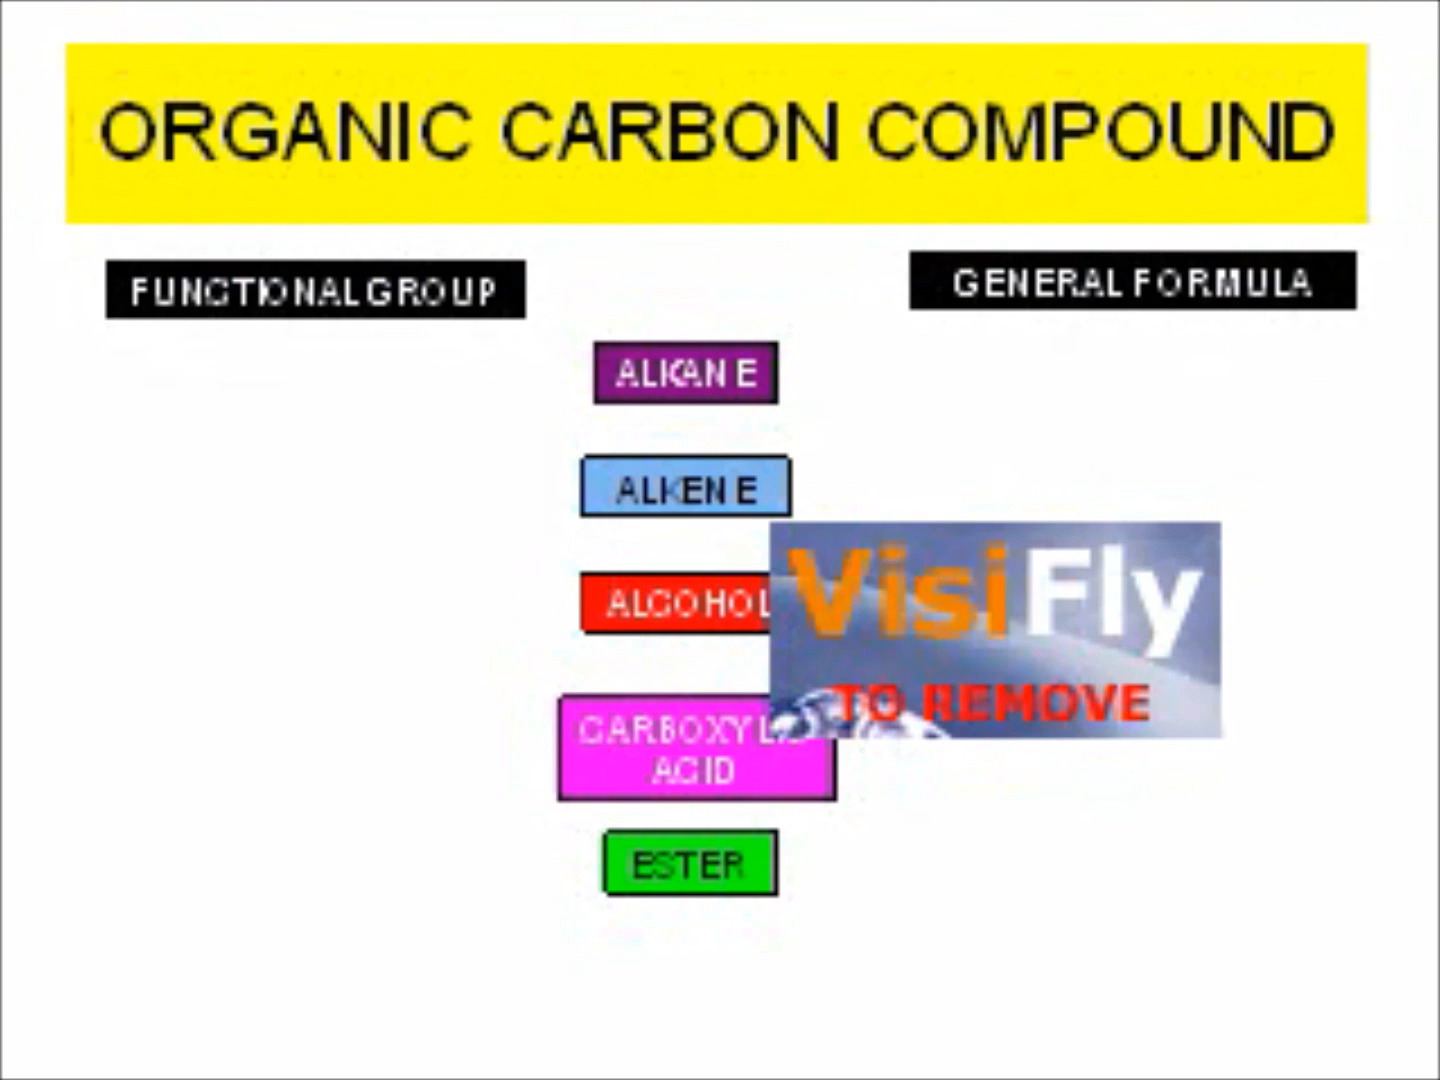 ORGANIC CARBON COMPOUND
FUNCTIONAL GROUP
GENERAL FORMULA
ALKANE
ALKENE
ALCOHOL
VisiFly
TO REMOVE
CARBOXYLIC
ACID
ESTER